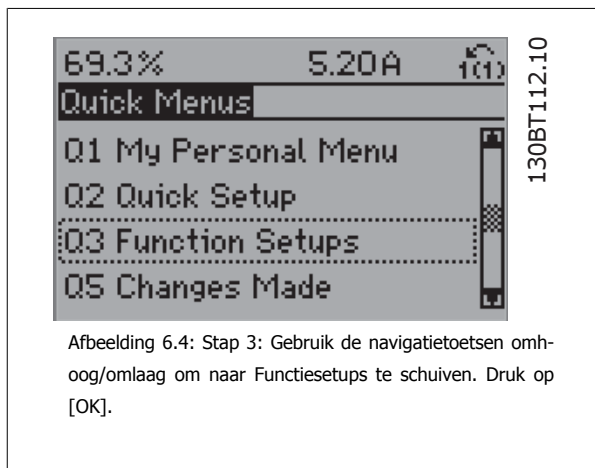 69.3% 5.20A 1(1)
Quick Menus
Q1 My Personal Menu
Q2 Quick Setup
Q3 Function Setups
Q5 Changes Made
130BT112.10
Afbeelding 6.4: Stap 3: Gebruik de navigatietoetsen omh-
oog/omlaag om naar Functiesetups te schuiven. Druk op
[OK].